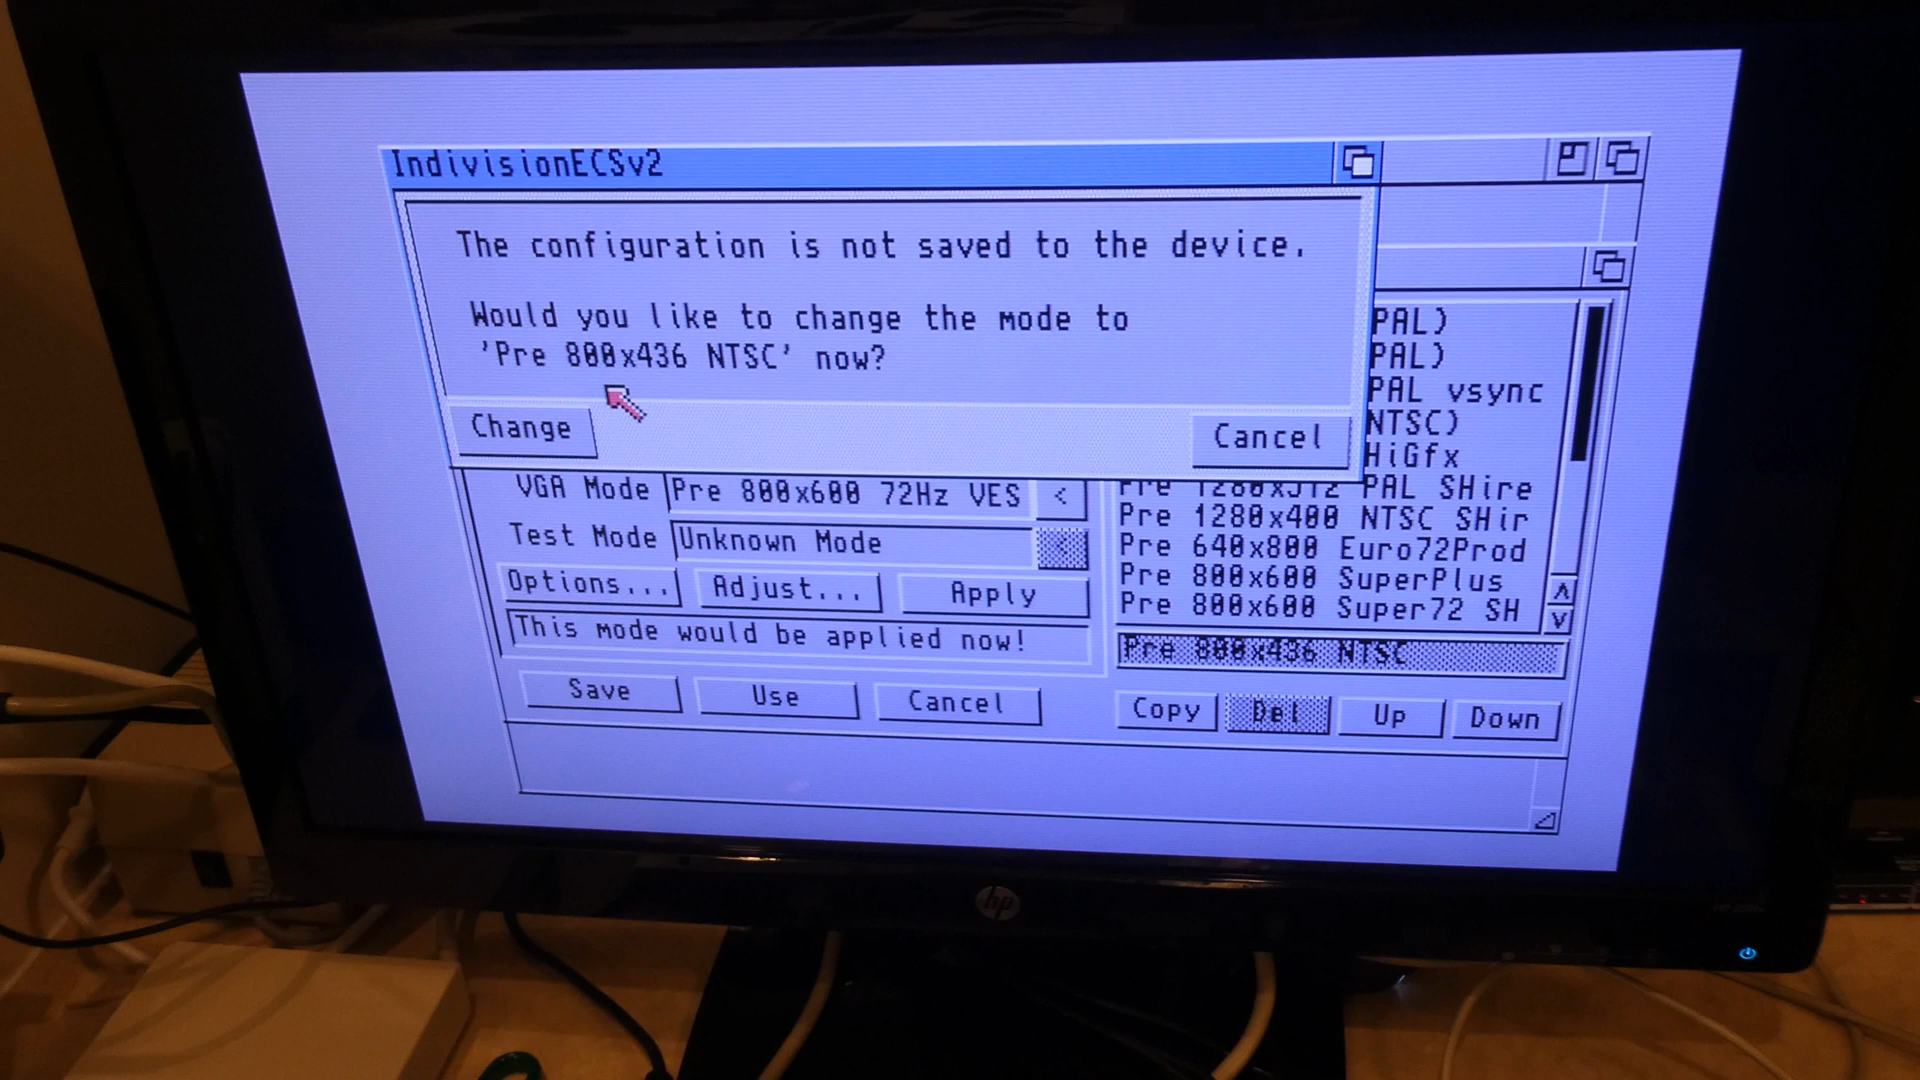 IndivisionECSv2
The configuration is not saved to the device.
Would you like to change the mode to
'Pre 800x436 NTSC' now?
Change
Cancel
PAL)
PAL)
PAL vsync
NTSC)
HiGfx
Pre 1280x512 PAL SHire
Pre 1280x400 NTSC SHir
Pre 640x800 Euro72Prod
Pre 800x600 SuperPlus
Pre 800x600 Super72 SH
Pre 800x436 NTSC
VGA Mode Pre 800x600 72Hz VES <
Test Mode Unknown Mode <
Options... Adjust... Apply
This mode would be applied now!
Save Use Cancel
Copy Del Up Down
hp